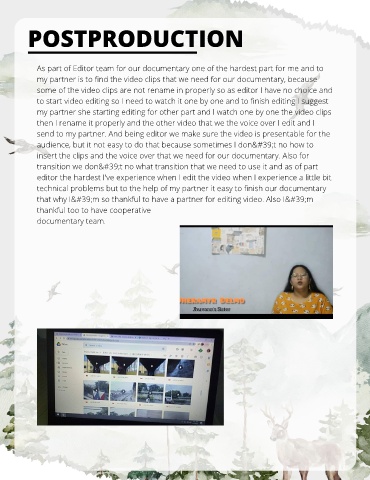 POSTPRODUCTION
As part of Editor team for our documentary one of the hardest part for me and to
my partner is to find the video clips that we need for our documentary, because
some of the video clips are not rename in properly so as editor I have no choice and
to start video editing so I need to watch it one by one and to finish editing I suggest
my partner she starting editing for other part and I watch one by one the video clips
then I rename it properly and the other video that we the voice over I edit and I
send to my partner. And being editor we make sure the video is presentable for the
audience, but it not easy to do that because sometimes I don&#39;t no how to
insert the clips and the voice over that we need for our documentary. Also for
transition we don&#39;t no what transition that we need to use it and as of part
editor the hardest I've experience when I edit the video when I experience a little bit
technical problems but to the help of my partner it easy to finish our documentary
that why I&#39;m so thankful to have a partner for editing video. Also I&#39;m
thankful too to have cooperative
documentary team.